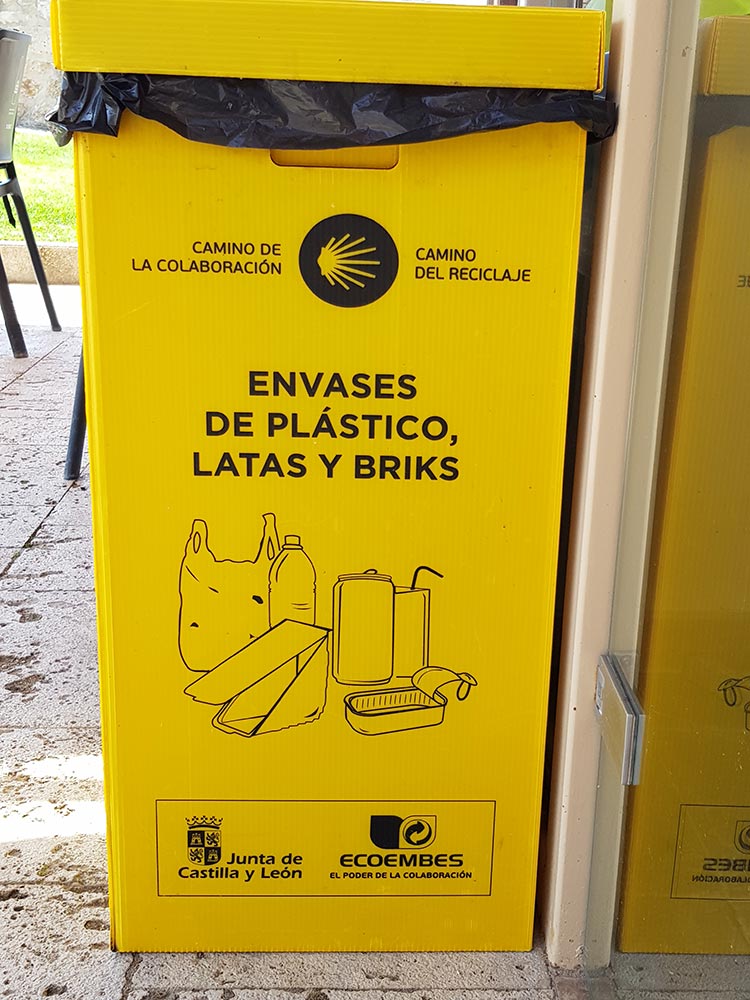 CAMINO DE
LA COLABORACIÓN
CAMINO
DEL RECICLAJE
ENVASES
DE PLÁSTICO,
LATAS Y BRIKS
Junta de
Castilla y León
ECOEMBES
EL PODER DE LA COLABORACIÓN